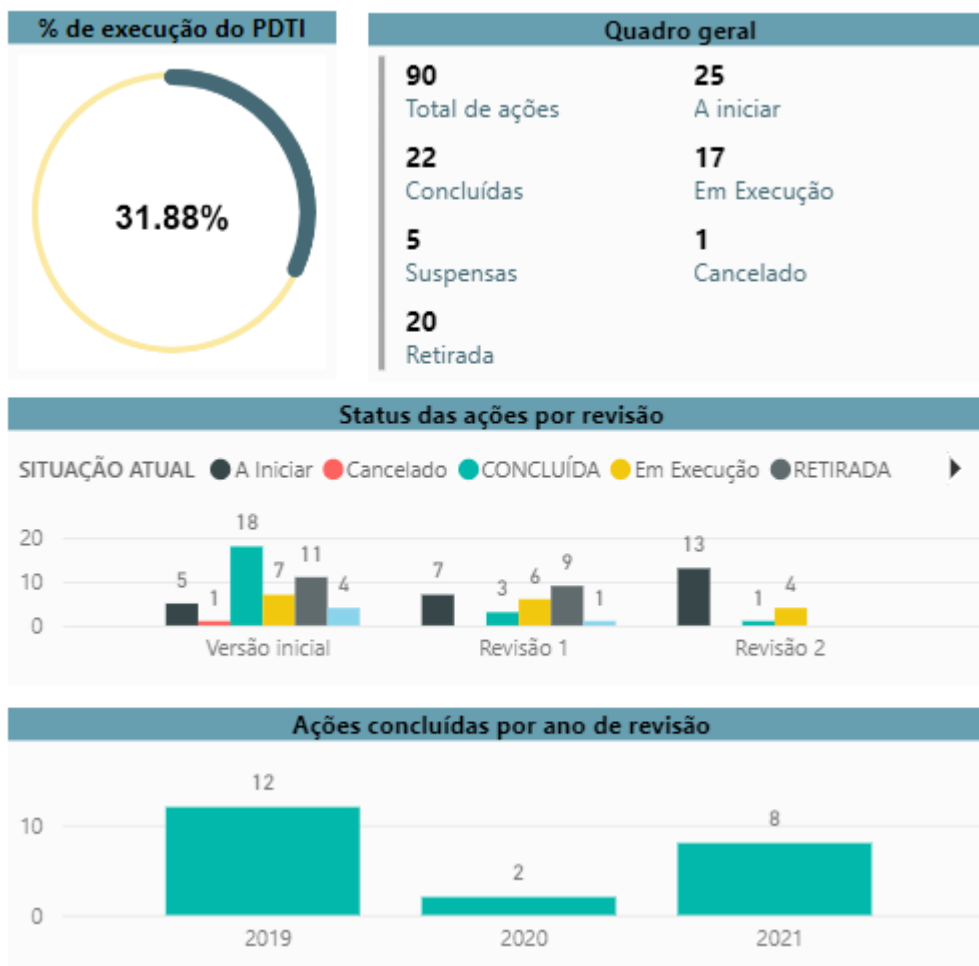 % de execução do PDTI
31.88%
Quadro geral
90
Total de ações
25
A iniciar
22
Concluídas
17
Em Execução
5
Suspensas
1
Cancelado
20
Retirada
Status das ações por revisão
SITUAÇÃO ATUAL A Iniciar Cancelado CONCLUÍDA Em Execução RETIRADA
20
10
0
5 1 18 7 11 4
7 3 6 9 1
13 1 4
Versão inicial Revisão 1 Revisão 2
Ações concluídas por ano de revisão
10
0
12 2 8
2019 2020 2021